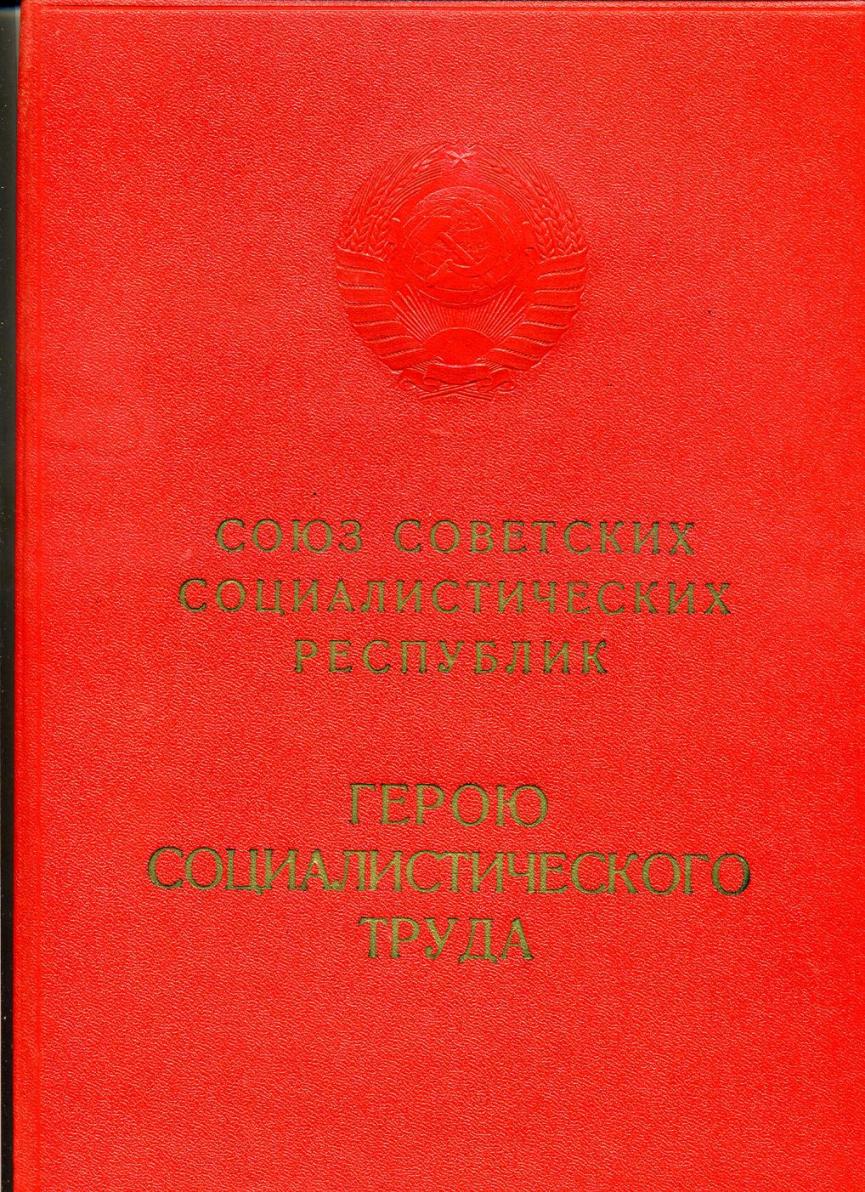 СОЮЗ СОВЕТСКИХ
СОЦИАЛИСТИЧЕСКИХ
РЕСПУБЛИК
ГЕРОЮ
СОЦИАЛИСТИЧЕСКОГО
ТРУДА